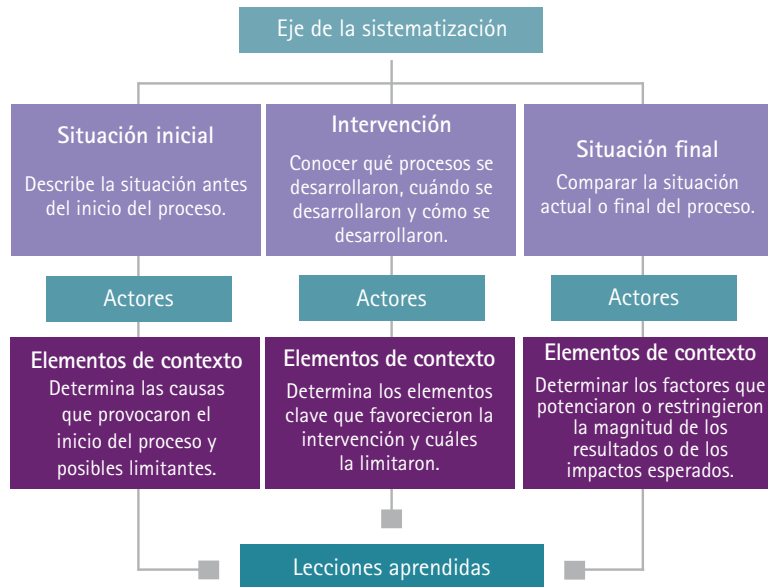 Eje de la sistematización
Situación inicial
Describe la situación antes
del inicio del proceso.
Intervención
Conocer qué procesos se
desarrollaron, cuándo se
desarrollaron y cómo se
desarrollaron.
Situación final
Comparar la situación
actual o final del proceso.
Actores
Actores
Actores
Elementos de contexto
Determina las causas
que provocaron el
inicio del proceso y
posibles limitantes.
Elementos de contexto
Determina los elementos
clave que favorecieron la
intervención y cuáles
la limitaron.
Elementos de contexto
Determinar los factores que
potenciaron o restringieron
la magnitud de los
resultados o de los
impactos esperados.
Lecciones aprendidas